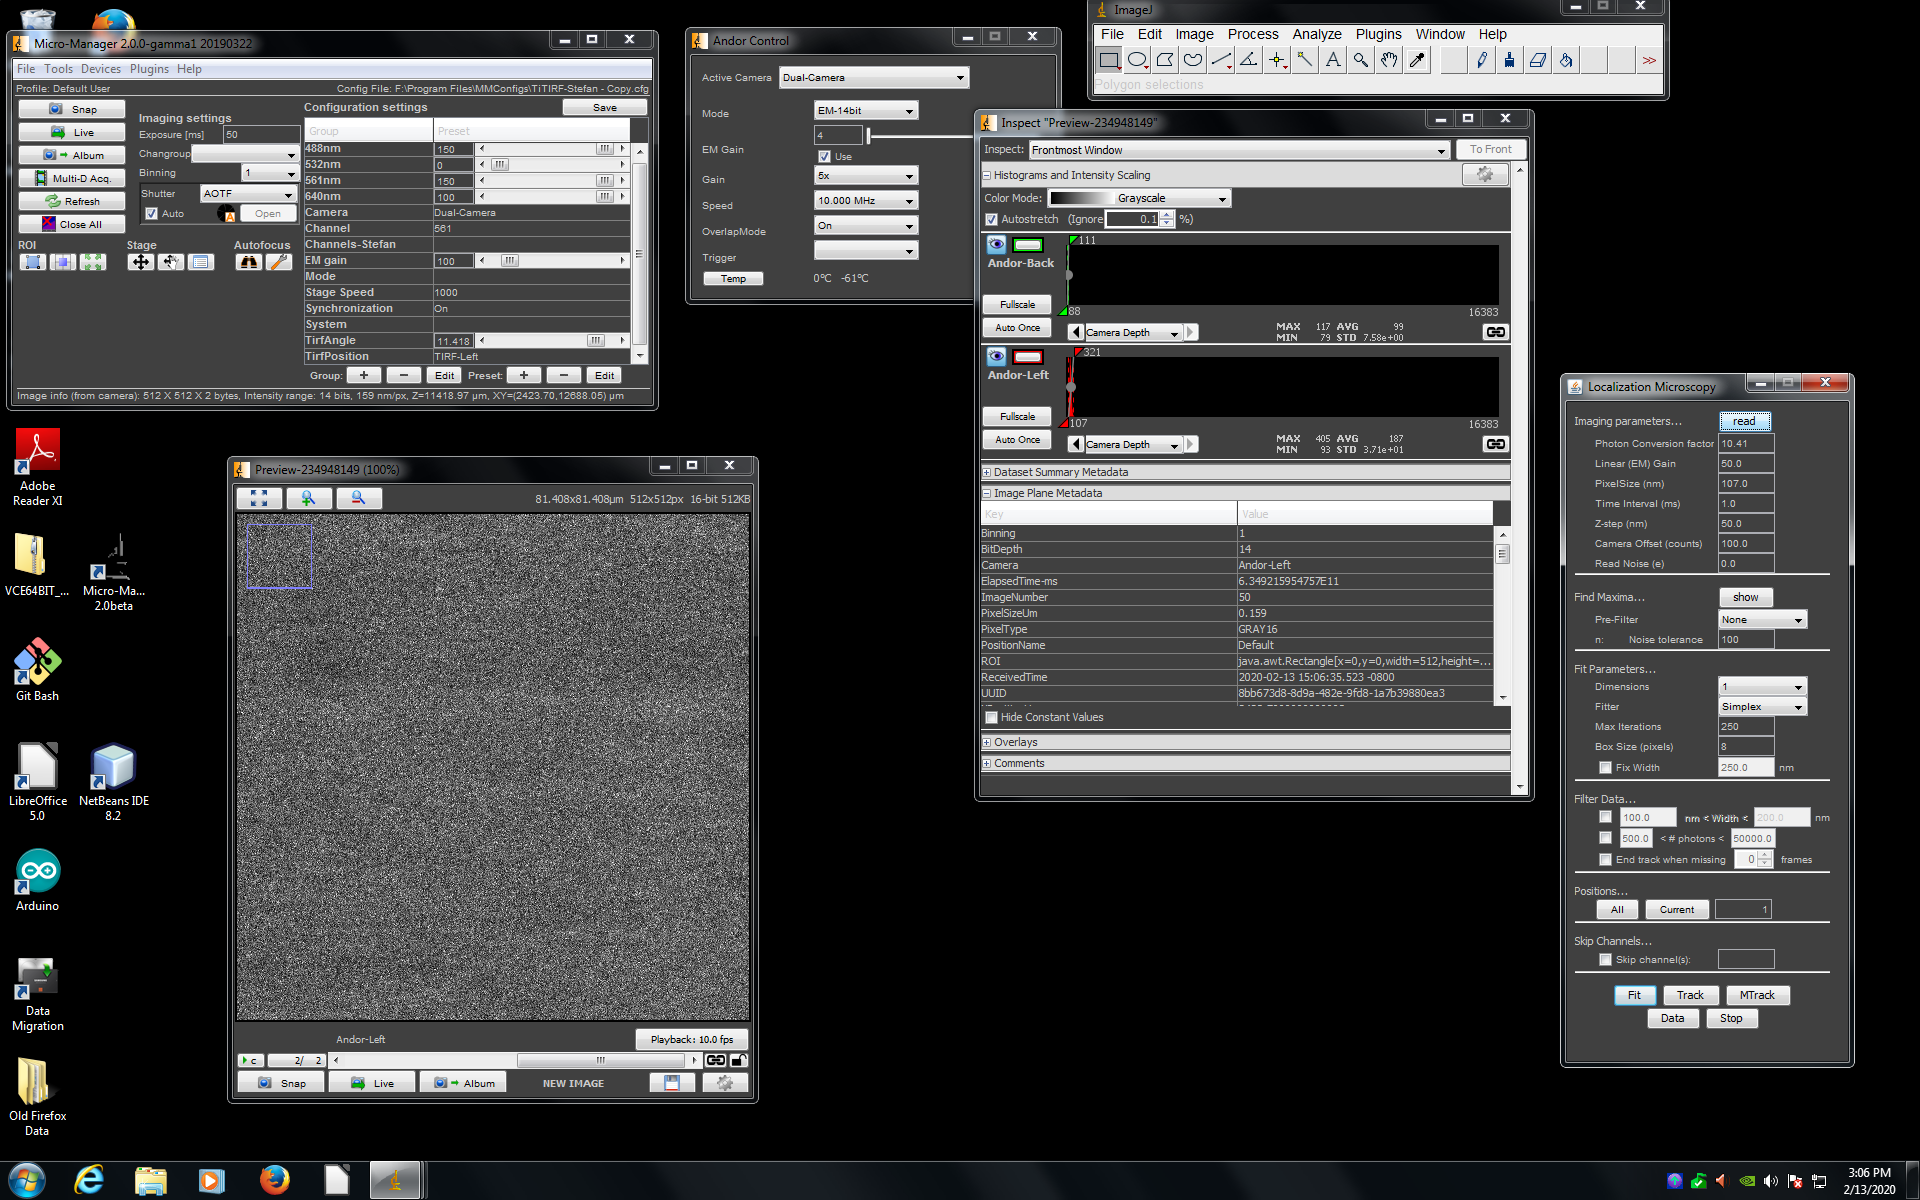 Micro-Manager 2.0.0-gamma1 20190322
File Tools Devices Plugins Help
Profile: Default User
Config File: F:\Program Files\MMConfigs\TiTIRF-Stefan - Copy.cfg
Snap
Live
Album
Multi-D Acq.
Refresh
Close All
Imaging settings
Exposure [ms] 50
Changroup
Binning 1
Shutter AOTF
Auto Open
ROI Stage Autofocus
Configuration settings Save
Group Preset
488nm 150
532nm 0
561nm 150
640nm 100
Camera Dual-Camera
Channel 561
Channels-Stefan
EM gain 100
Mode
Stage Speed 1000
Synchronization On
System
TirfAngle 11.418
TirfPosition TIRF-Left
Group: + - Edit Preset: + - Edit
Image info (from camera): 512 X 512 X 2 bytes, Intensity range: 14 bits, 159 nm/px, Z=11418.97 µm, XY=(2423.70,12688.05) µm
Andor Control
Active Camera Dual-Camera
Mode EM-14bit
EM Gain 4
Use
Gain 5x
Speed 10.000 MHz
OverlapMode On
Trigger
Temp 0°C -61°C
ImageJ
File Edit Image Process Analyze Plugins Window Help
A >>
Polygon selections
Inspect "Preview-234948149"
Inspect: Frontmost Window To Front
Histograms and Intensity Scaling
Color Mode: Grayscale
Autostretch (Ignore 0.1 %)
111
Andor-Back
Fullscale
88 16383
Auto Once
Camera Depth
MAX 117 AVG 99
MIN 79 STD 7.58e+00
321
Andor-Left
Fullscale
107 16383
Auto Once
Camera Depth
MAX 405 AVG 187
MIN 93 STD 3.71e+01
Dataset Summary Metadata
Image Plane Metadata
Key Value
Binning 1
BitDepth 14
Camera Andor-Left
ElapsedTime-ms 6.349215954757E11
ImageNumber 50
PixelSizeUm 0.159
PixelType GRAY16
PositionName Default
ROI java.awt.Rectangle[x=0,y=0,width=512,height=...
ReceivedTime 2020-02-13 15:06:35.523 -0800
UUID 8bb673d8-8d9a-482e-9fd8-1a7b39880ea3
Hide Constant Values
Overlays
Comments
Localization Microscopy
Imaging parameters... read
Photon Conversion factor 10.41
Linear (EM) Gain 50.0
PixelSize (nm) 107.0
Time Interval (ms) 1.0
Z-step (nm) 50.0
Camera Offset (counts) 100.0
Read Noise (e) 0.0
Find Maxima... show
Pre-Filter None
n: Noise tolerance 100
Fit Parameters...
Dimensions 1
Fitter Simplex
Max Iterations 250
Box Size (pixels) 8
Fix Width 250.0 nm
Filter Data...
100.0 nm < Width < 200.0 nm
500.0 < # photons < 50000.0
End track when missing 0 frames
Positions...
All Current 1
Skip Channels...
Skip channel(s):
Fit Track MTrack
Data Stop
Preview-234948149 (100%)
81.408x81.408µm 512x512px 16-bit 512KB
Andor-Left Playback: 10.0 fps
c 2/ 2
Snap Live Album NEW IMAGE
Adobe
Reader XI
VCE64BIT_...
Micro-Ma...
2.0beta
Git Bash
LibreOffice
5.0
NetBeans IDE
8.2
Arduino
Data
Migration
Old Firefox
Data
3:06 PM
2/13/2020